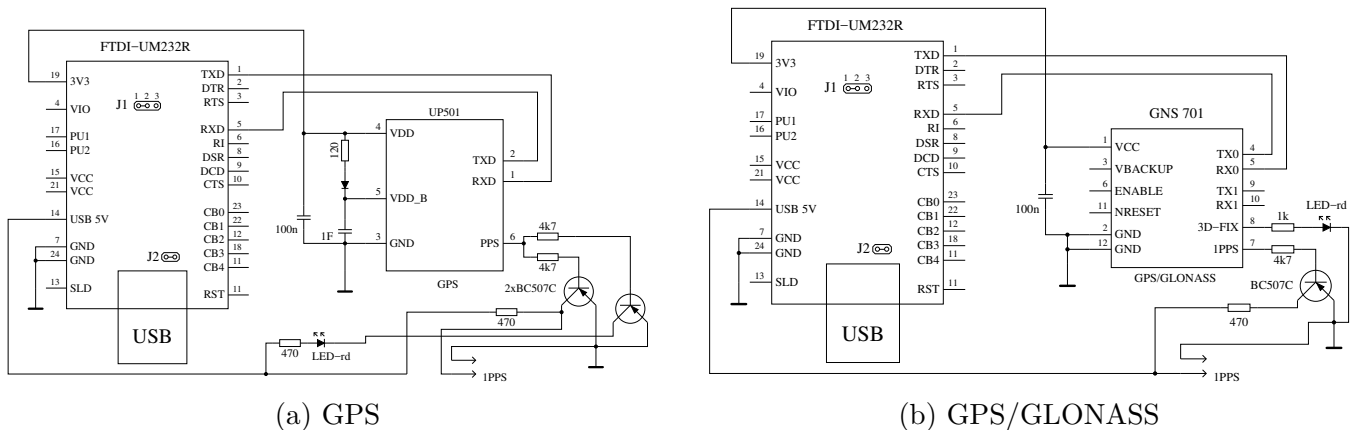 FTDI−UM232R
19
3V3
4
VIO
17
PU1
16
PU2
15
VCC
21
VCC
14
USB 5V
7
GND
24
GND
13
SLD
J1
1 2 3
J2
TXD
1
DTR
2
RTS
3
RXD
5
RI
6
DSR
8
DCD
9
CTS
10
CB0
23
CB1
22
CB2
12
CB3
18
CB4
11
RST
11
USB
100n
120
1F
UP501
4
VDD
5
VDD_B
3
GND
TXD
2
RXD
1
PPS
6
GPS
4k7
4k7
2xBC507C
470
470
LED−rd
1PPS
(a) GPS
FTDI−UM232R
19
3V3
4
VIO
17
PU1
16
PU2
15
VCC
21
VCC
14
USB 5V
7
GND
24
GND
13
SLD
J1
1 2 3
J2
TXD
1
DTR
2
RTS
3
RXD
5
RI
6
DSR
8
DCD
9
CTS
10
CB0
23
CB1
22
CB2
12
CB3
18
CB4
11
RST
11
USB
100n
GNS 701
1
VCC
3
VBACKUP
6
ENABLE
11
NRESET
2
GND
12
GND
TX0
4
RX0
5
TX1
9
RX1
10
3D-FIX
8
1PPS
7
GPS/GLONASS
1k
LED−rd
4k7
BC507C
470
1PPS
(b) GPS/GLONASS